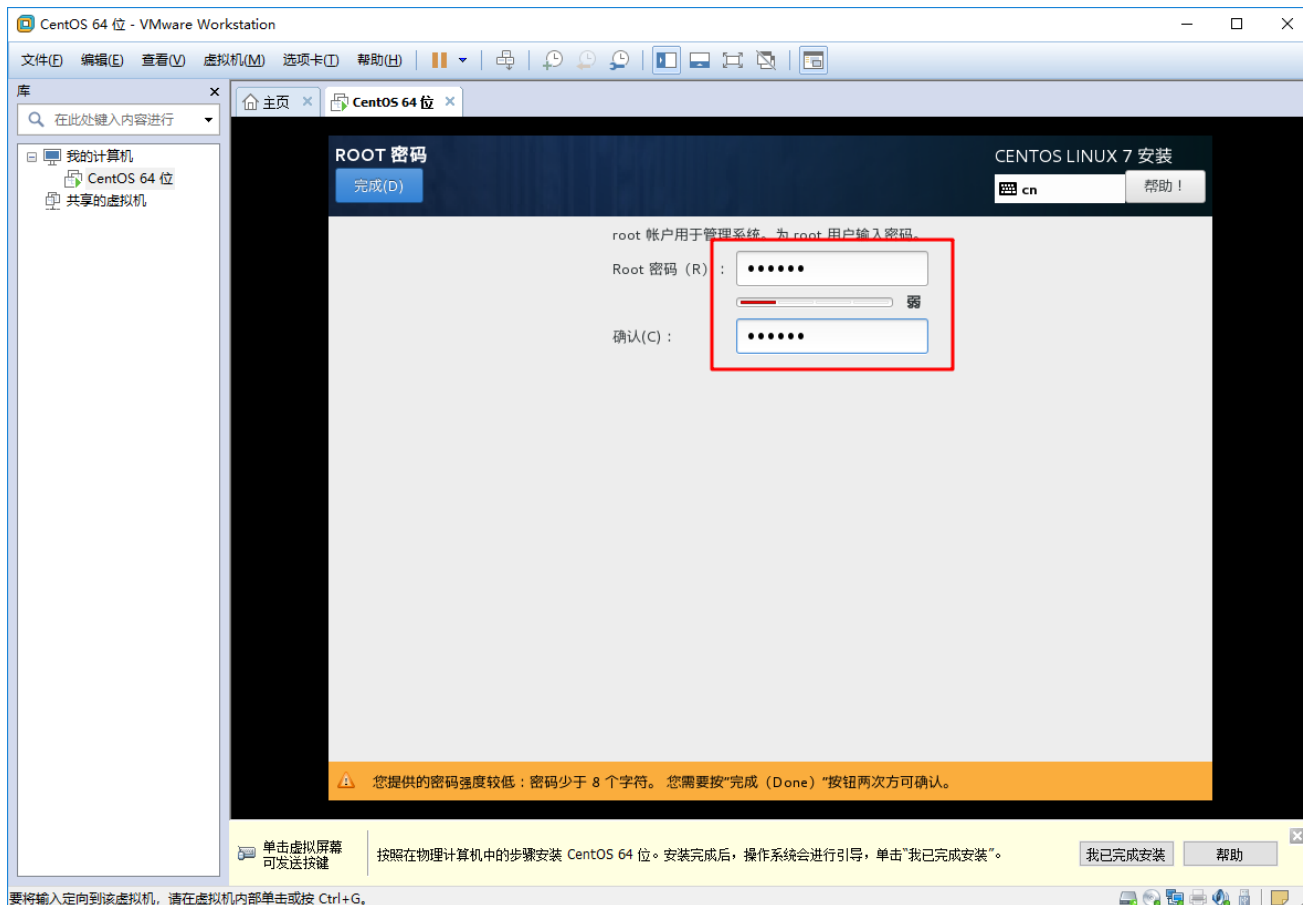 CentOS 64 位 - VMware Workstation
文件(F) 编辑(E) 查看(V) 虚拟机(M) 选项卡(T) 帮助(H)
库
在此处键入内容进行
主页
CentOS 64 位
我的计算机
CentOS 64 位
共享的虚拟机
ROOT 密码
完成(D)
CENTOS LINUX 7 安装
cn
帮助！
root 帐户用于管理系统。为 root 用户输入密码。
Root 密码（R）：
弱
确认(C)：
您提供的密码强度较低：密码少于 8 个字符。 您需要按“完成（Done）”按钮两次方可确认。
单击虚拟屏幕
可发送按键
按照在物理计算机中的步骤安装 CentOS 64 位。安装完成后，操作系统会进行引导，单击“我已完成安装”。
我已完成安装
帮助
要将输入定向到该虚拟机，请在虚拟机内部单击或按 Ctrl+G。